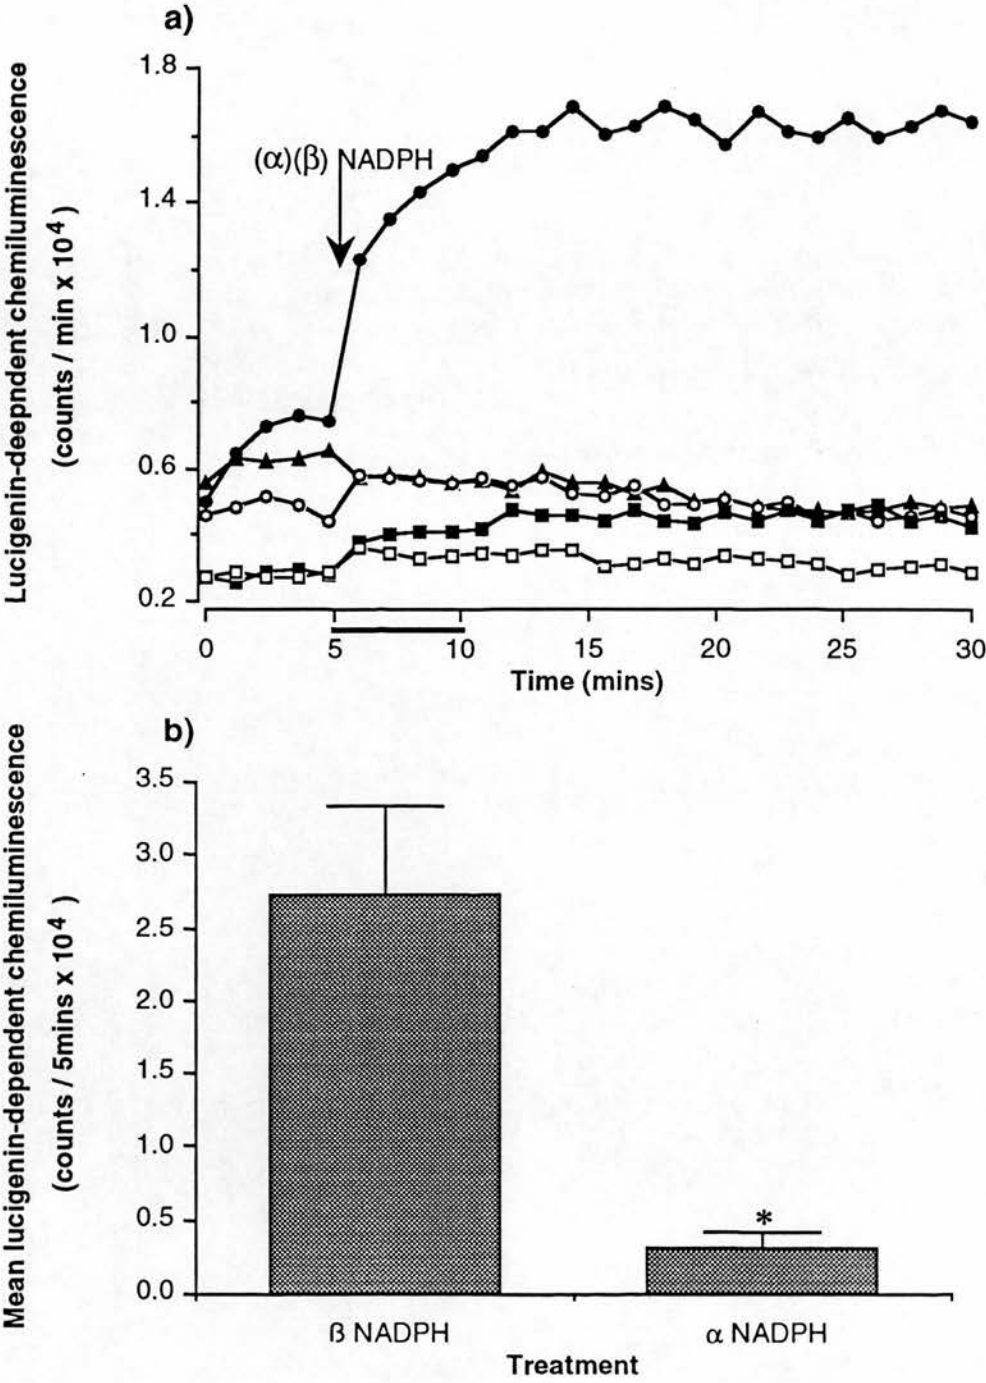 a)
Lucigenin-deepndent chemiluminescence
(counts / min x 10⁴ )
1.8
1.4
1.0
0.6
0.2
(α)(β) NADPH
0 5 10 15 20 25 30
Time (mins)
b)
Mean lucigenin-dependent chemiluminescence
(counts / 5mins x 10⁴ )
3.5
3.0
2.5
2.0
1.5
1.0
0.5
0.0
*
ß NADPH α NADPH
Treatment